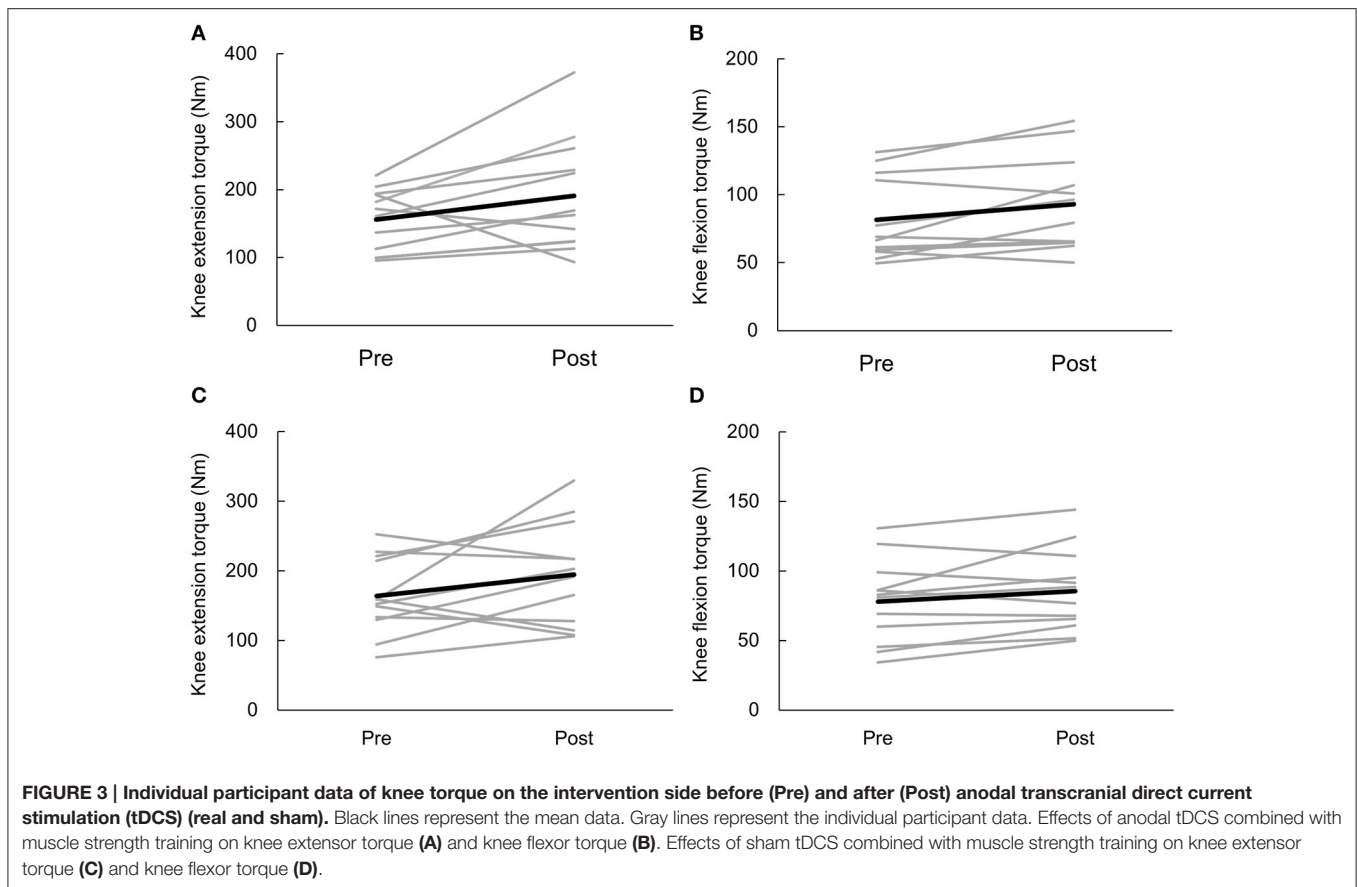 A
400
300
200
100
0
Knee extension torque (Nm)
Pre
Post
B
200
150
100
50
0
Knee flexion torque (Nm)
Pre
Post
C
400
300
200
100
0
Knee extension torque (Nm)
Pre
Post
D
200
150
100
50
0
Knee flexion torque (Nm)
Pre
Post
FIGURE 3 | Individual participant data of knee torque on the intervention side before (Pre) and after (Post) anodal transcranial direct current
stimulation (tDCS) (real and sham). Black lines represent the mean data. Gray lines represent the individual participant data. Effects of anodal tDCS combined with
muscle strength training on knee extensor torque (A) and knee flexor torque (B). Effects of sham tDCS combined with muscle strength training on knee extensor
torque (C) and knee flexor torque (D).